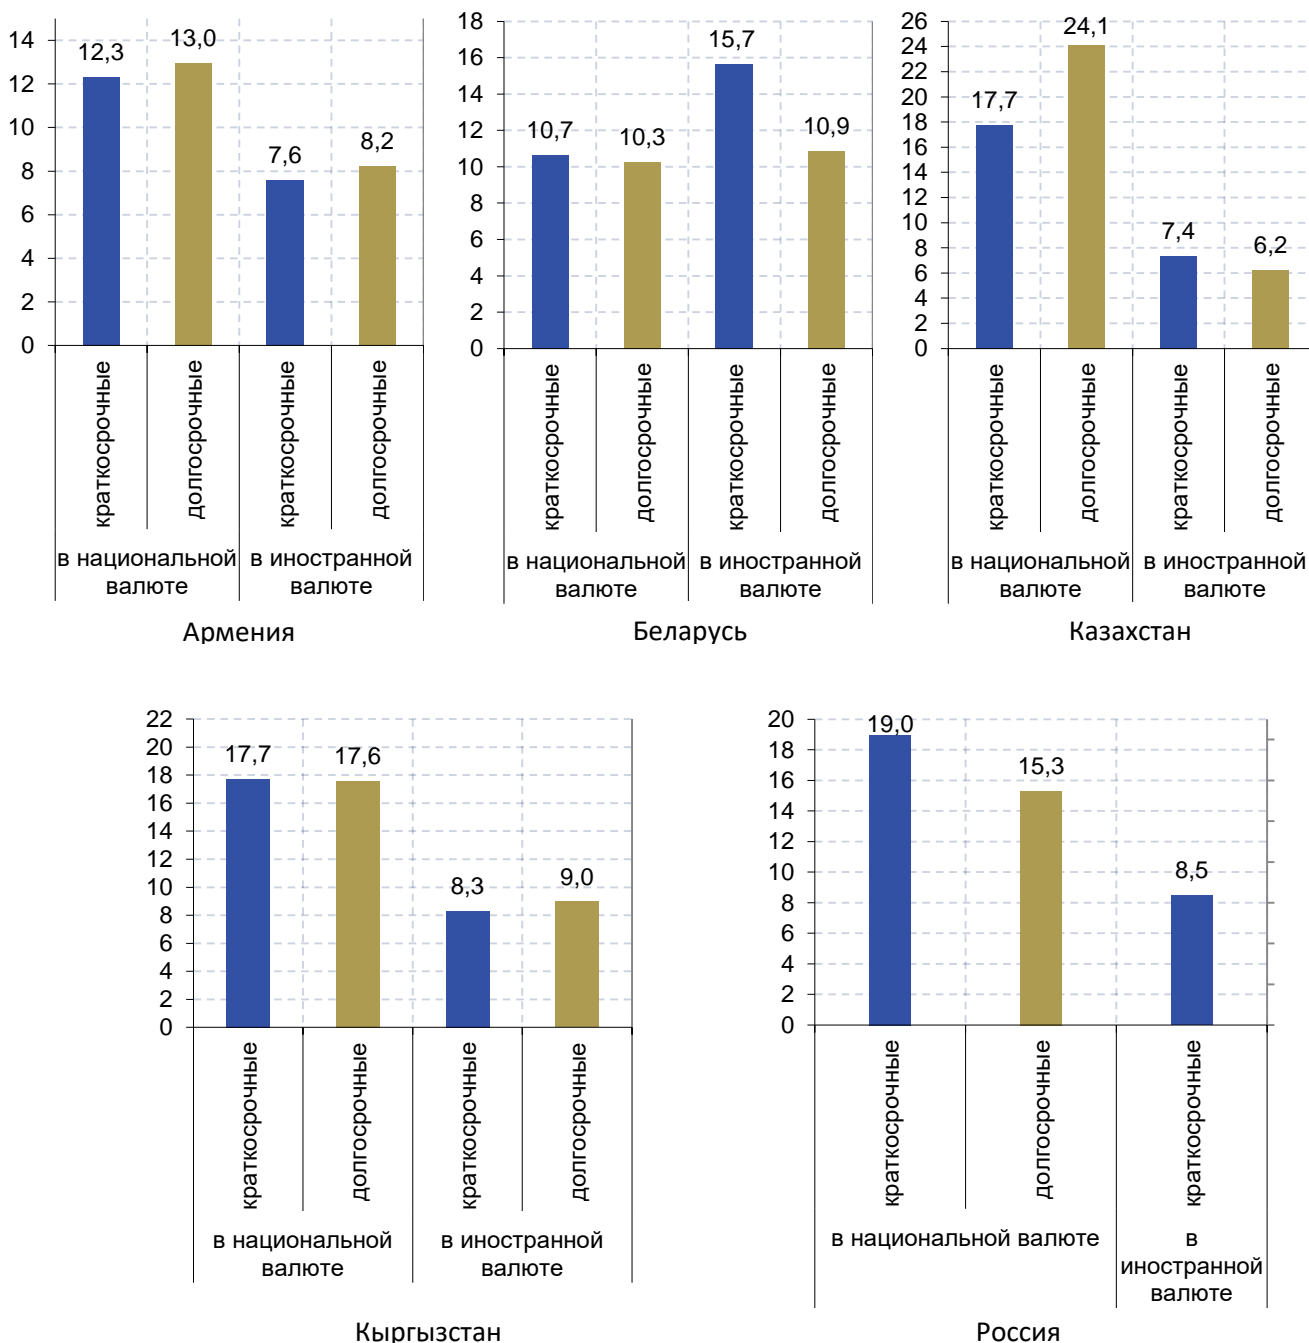 14
12
10
8
6
4
2
0
12,3
13,0
7,6
8,2
краткосрочные
долгосрочные
краткосрочные
долгосрочные
в национальной
валюте
в иностранной
валюте
Армения
18
16
14
12
10
8
6
4
2
0
10,7
10,3
15,7
10,9
краткосрочные
долгосрочные
краткосрочные
долгосрочные
в национальной
валюте
в иностранной
валюте
Беларусь
26
24
22
20
18
16
14
12
10
8
6
4
2
0
17,7
24,1
7,4
6,2
краткосрочные
долгосрочные
краткосрочные
долгосрочные
в национальной
валюте
в иностранной
валюте
Казахстан
22
20
18
16
14
12
10
8
6
4
2
0
17,7
17,6
8,3
9,0
краткосрочные
долгосрочные
краткосрочные
долгосрочные
в национальной
валюте
в иностранной
валюте
Кыргызстан
20
18
16
14
12
10
8
6
4
2
0
19,0
15,3
8,5
краткосрочные
долгосрочные
краткосрочные
в национальной валюте
в
иностранной
валюте
Россия